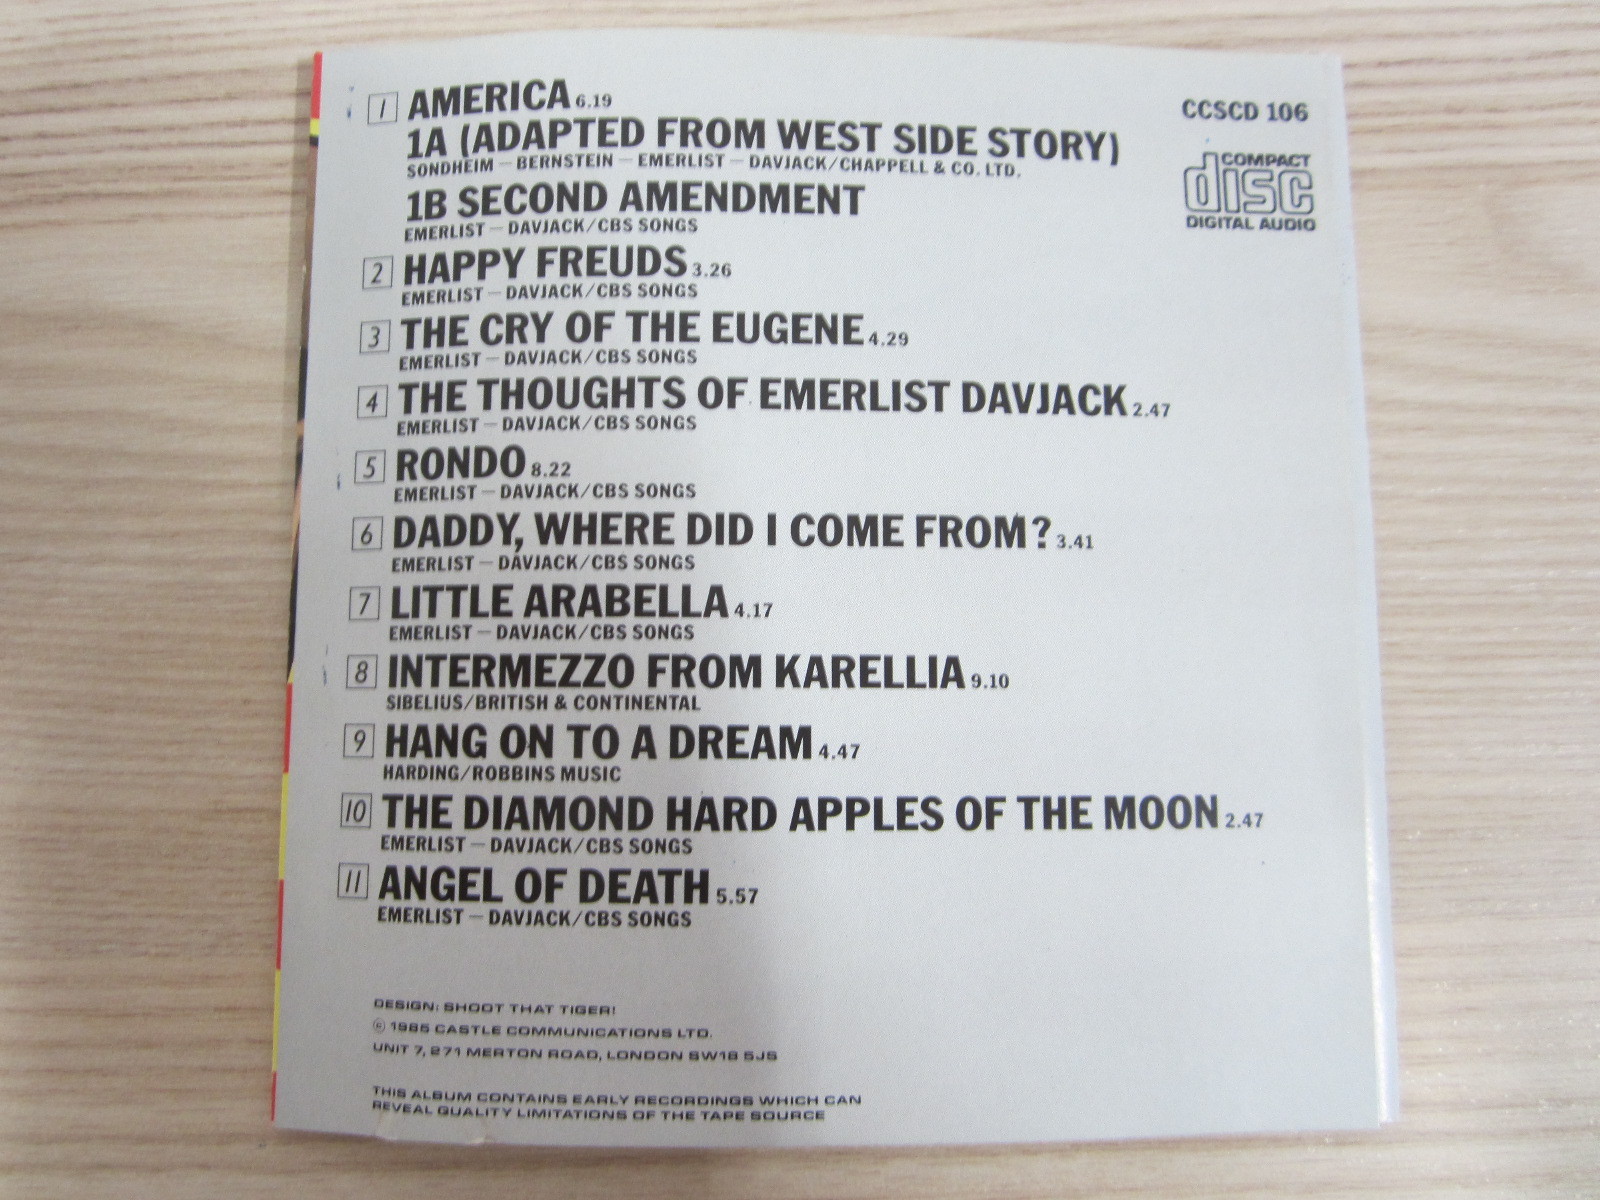 1 AMERICA 6.19
1A (ADAPTED FROM WEST SIDE STORY)
SONDHEIM – BERNSTEIN – EMERLIST – DAVJACK/CHAPPELL & CO. LTD.
1B SECOND AMENDMENT
EMERLIST – DAVJACK/CBS SONGS
2 HAPPY FREUDS 3.26
EMERLIST – DAVJACK/CBS SONGS
3 THE CRY OF THE EUGENE 4.29
EMERLIST – DAVJACK/CBS SONGS
4 THE THOUGHTS OF EMERLIST DAVJACK 2.47
EMERLIST – DAVJACK/CBS SONGS
5 RONDO 8.22
EMERLIST – DAVJACK/CBS SONGS
6 DADDY, WHERE DID I COME FROM? 3.41
EMERLIST – DAVJACK/CBS SONGS
7 LITTLE ARABELLA 4.17
EMERLIST – DAVJACK/CBS SONGS
8 INTERMEZZO FROM KARELLIA 9.10
SIBELIUS/BRITISH & CONTINENTAL
9 HANG ON TO A DREAM 4.47
HARDING/ROBBINS MUSIC
10 THE DIAMOND HARD APPLES OF THE MOON 2.47
EMERLIST – DAVJACK/CBS SONGS
11 ANGEL OF DEATH 5.57
EMERLIST – DAVJACK/CBS SONGS
CCSCD 106
COMPACT
disc
DIGITAL AUDIO
DESIGN: SHOOT THAT TIGER!
℗ 1985 CASTLE COMMUNICATIONS LTD.
UNIT 7, 271 MERTON ROAD, LONDON SW18 5JS
THIS ALBUM CONTAINS EARLY RECORDINGS WHICH CAN
REVEAL QUALITY LIMITATIONS OF THE TAPE SOURCE